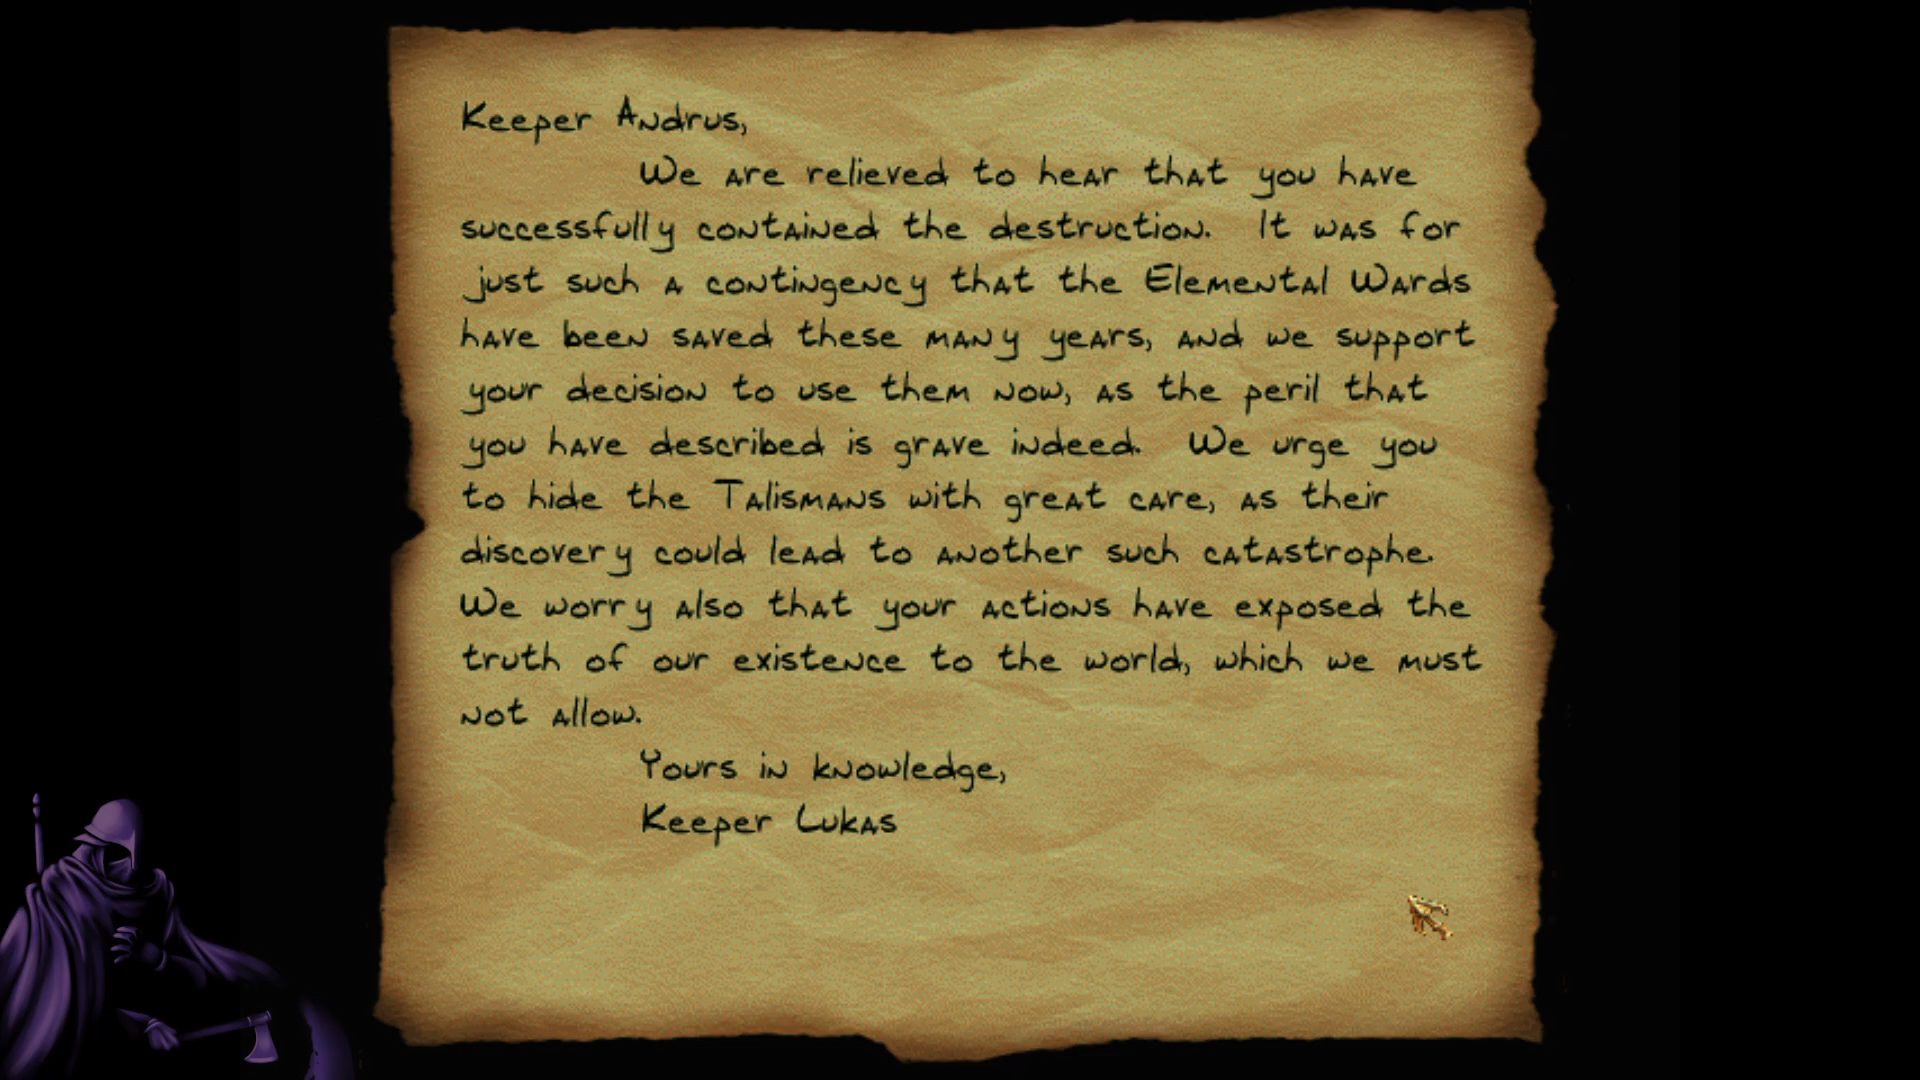 Keeper Andrus,
We are relieved to hear that you have
successfully contained the destruction. It was for
just such a contingency that the Elemental Wards
have been saved these many years, and we support
your decision to use them now, as the peril that
you have described is grave indeed. We urge you
to hide the Talismans with great care, as their
discovery could lead to another such catastrophe.
We worry also that your actions have exposed the
truth of our existence to the world, which we must
not allow.
Yours in knowledge,
Keeper Lukas